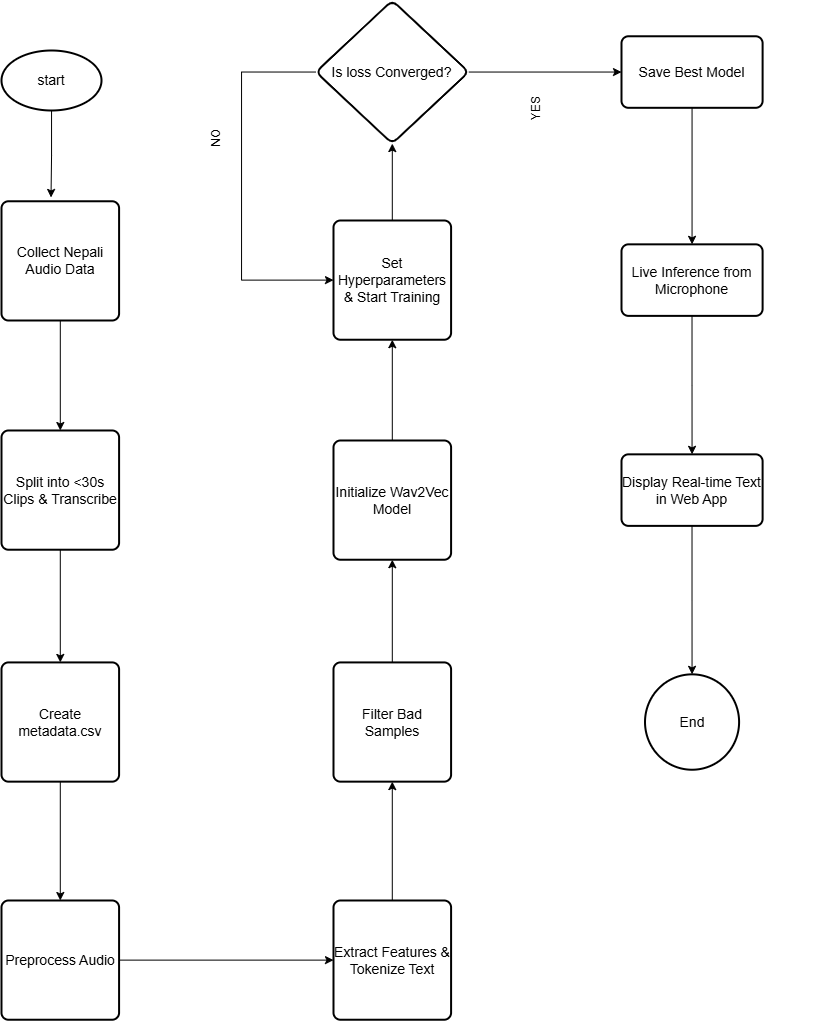 start
Collect Nepali
Audio Data
Split into <30s
Clips & Transcribe
Create
metadata.csv
Preprocess Audio
Extract Features &
Tokenize Text
Filter Bad
Samples
Initialize Wav2Vec
Model
Set
Hyperparameters
& Start Training
Is loss Converged?
NO
YES
Save Best Model
Live Inference from
Microphone
Display Real-time Text
in Web App
End